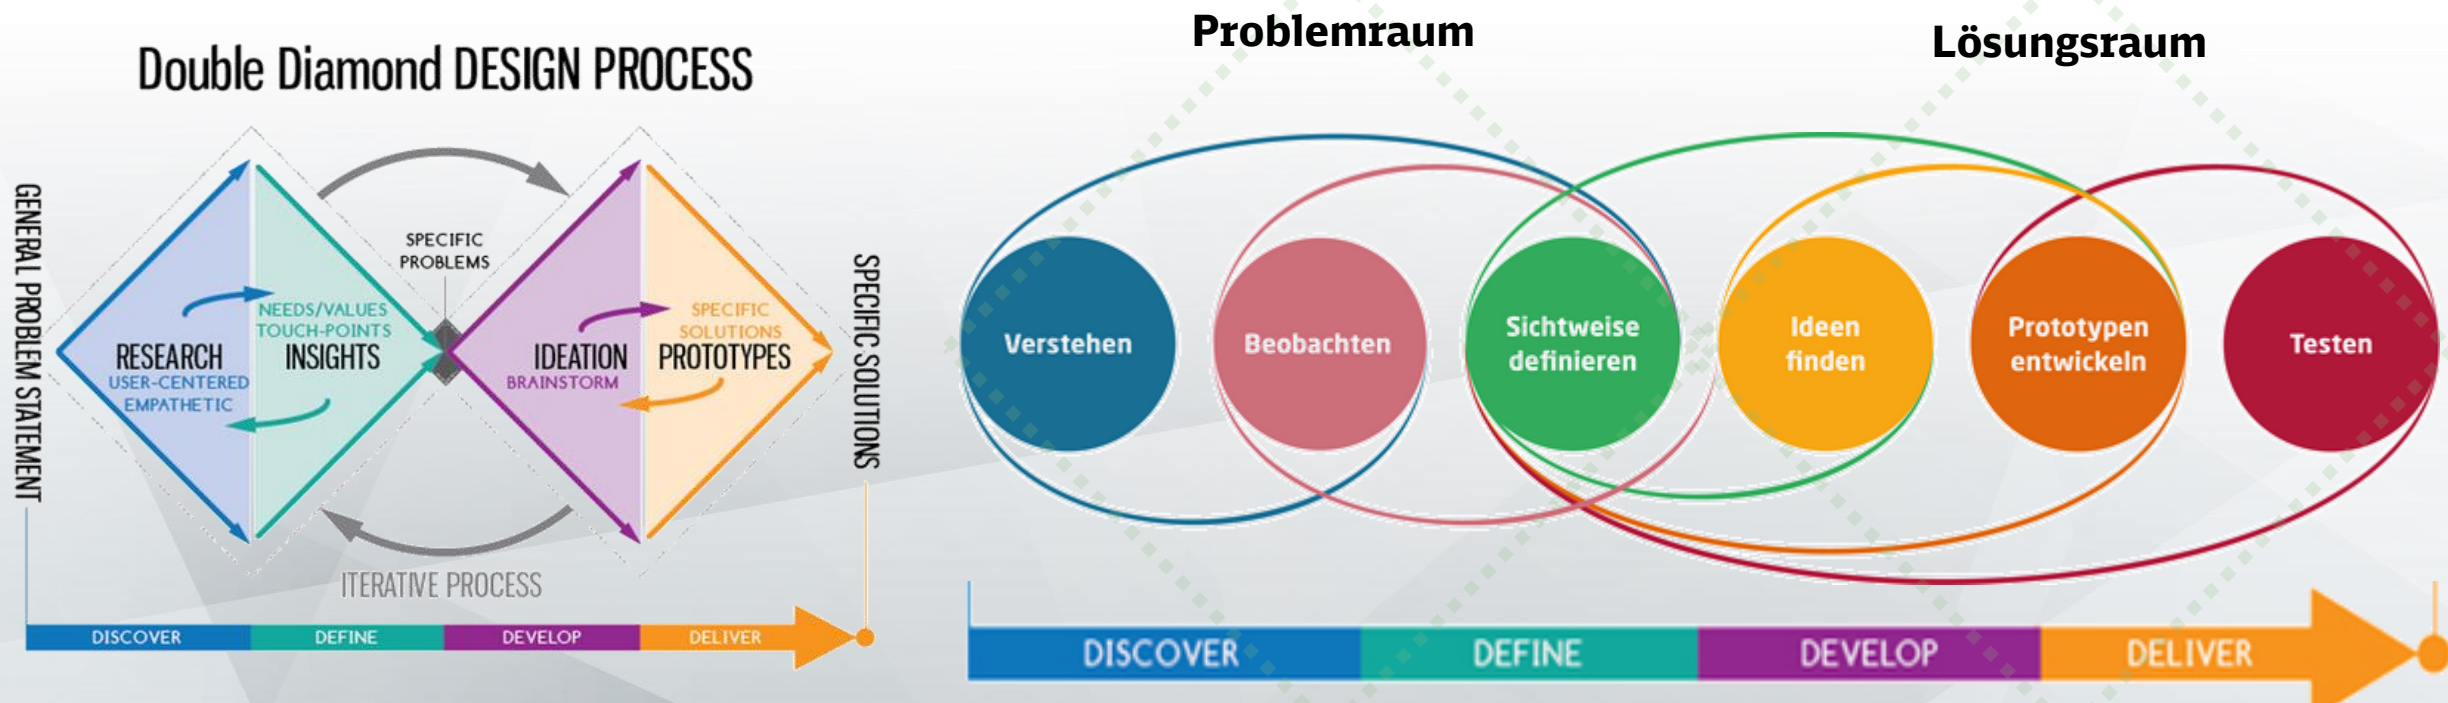 Double Diamond DESIGN PROCESS
GENERAL PROBLEM STATEMENT
SPECIFIC
PROBLEMS
NEEDS/VALUES
TOUCH-POINTS
RESEARCH
INSIGHTS
USER-CENTERED
EMPATHETIC
SPECIFIC
SOLUTIONS
IDEATION
PROTOTYPES
BRAINSTORM
SPECIFIC SOLUTIONS
ITERATIVE PROCESS
DISCOVER
DEFINE
DEVELOP
DELIVER
Problemraum
Lösungsraum
Verstehen
Beobachten
Sichtweise
definieren
Ideen
finden
Prototypen
entwickeln
Testen
DISCOVER
DEFINE
DEVELOP
DELIVER